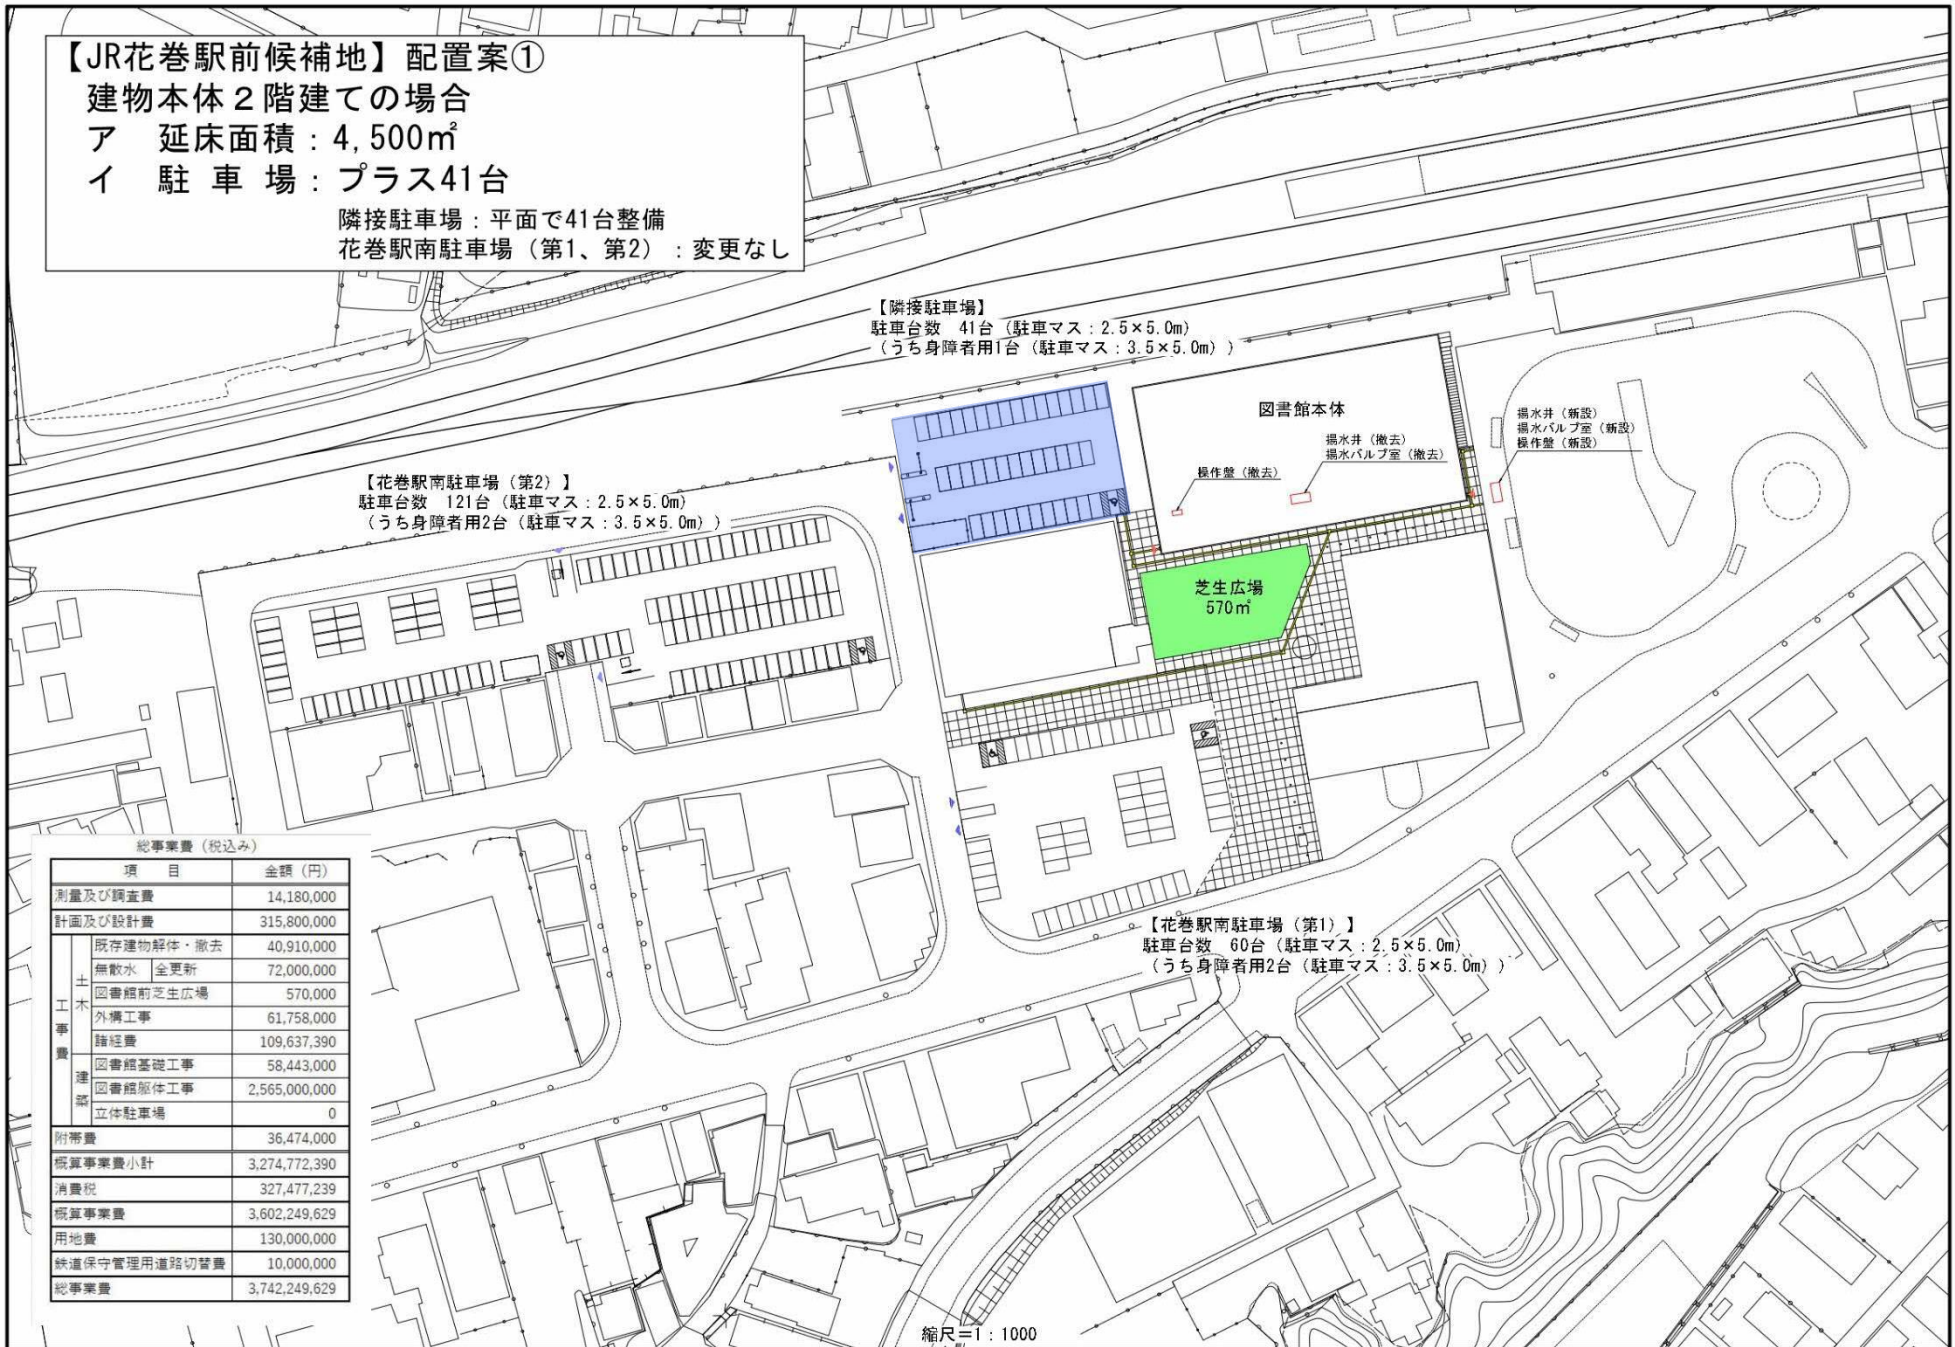 【JR花巻駅前候補地】配置案①
建物本体２階建ての場合
ア　延床面積：4,500㎡
イ　駐 車 場：プラス41台
隣接駐車場：平面で41台整備
花巻駅南駐車場（第1、第2）：変更なし
【隣接駐車場】
駐車台数　41台（駐車マス：2.5×5.0m）
（うち身障者用1台（駐車マス：3.5×5.0m））
図書館本体
揚水井（撤去）
揚水バルブ室（撤去）
操作盤（撤去）
揚水井（新設）
揚水バルブ室（新設）
操作盤（新設）
【花巻駅南駐車場（第2）】
駐車台数　121台（駐車マス：2.5×5.0m）
（うち身障者用2台（駐車マス：3.5×5.0m））
芝生広場
570㎡
【花巻駅南駐車場（第1）】
駐車台数　60台（駐車マス：2.5×5.0m）
（うち身障者用2台（駐車マス：3.5×5.0m））
総事業費（税込み）
項　目　金額（円）
測量及び調査費　14,180,000
計画及び設計費　315,800,000
工事費
土木
既存建物解体・撤去　40,910,000
無散水　全更新　72,000,000
図書館前芝生広場　570,000
外構工事　61,758,000
諸経費　109,637,390
建築
図書館基礎工事　58,443,000
図書館躯体工事　2,565,000,000
立体駐車場　0
附帯費　36,474,000
概算事業費小計　3,274,772,390
消費税　327,477,239
概算事業費　3,602,249,629
用地費　130,000,000
鉄道保守管理用道路切替費　10,000,000
総事業費　3,742,249,629
縮尺=1：1000